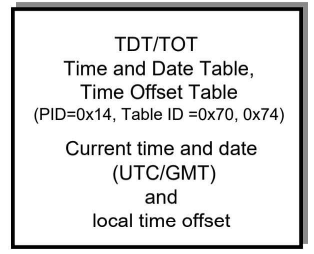 TDT/TOT
Time and Date Table,
Time Offset Table
(PID=0x14, Table ID =0x70, 0x74)
Current time and date
(UTC/GMT)
and
local time offset